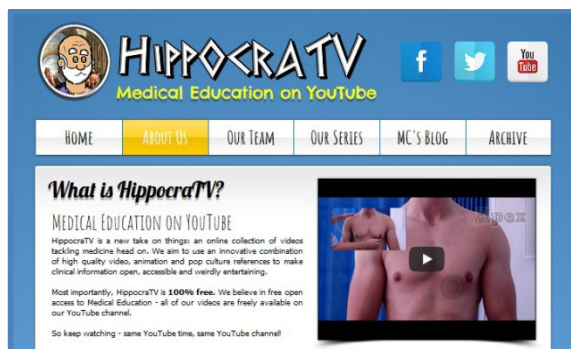 HIPPOCRATV
Medical Education on YouTube
f
You
Tube
HOME
ABOUT US
OUR TEAM
OUR SERIES
MC'S BLOG
ARCHIVE
What is HippocraTV?
MEDICAL EDUCATION ON YOUTUBE
HippocraTV is a new take on things: an online collection of videos
tackling medicine head on. We aim to use an innovative combination
of high quality video, animation and pop culture references to make
clinical information open, accessible and weirdly entertaining.
Most importantly, HippocraTV is 100% free. We believe in free open
access to Medical Education - all of our videos are freely available on
our YouTube channel.
So keep watching - same YouTube time, same YouTube channel!
Apex